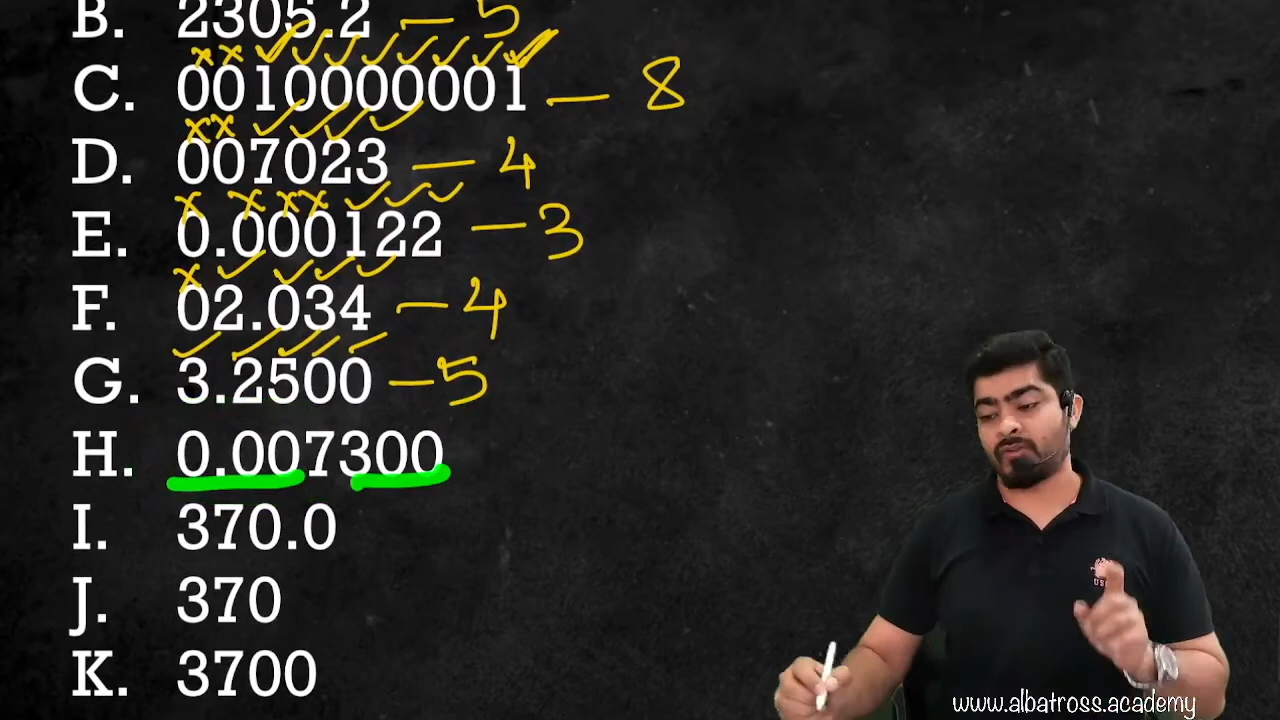 B. 2305.2 – 5
C. 0010000001 – 8
D. 007023 – 4
E. 0.000122 – 3
F. 02.034 – 4
G. 3.2500 – 5
H. 0.007300
I. 370.0
J. 370
K. 3700
www.albatross.academy